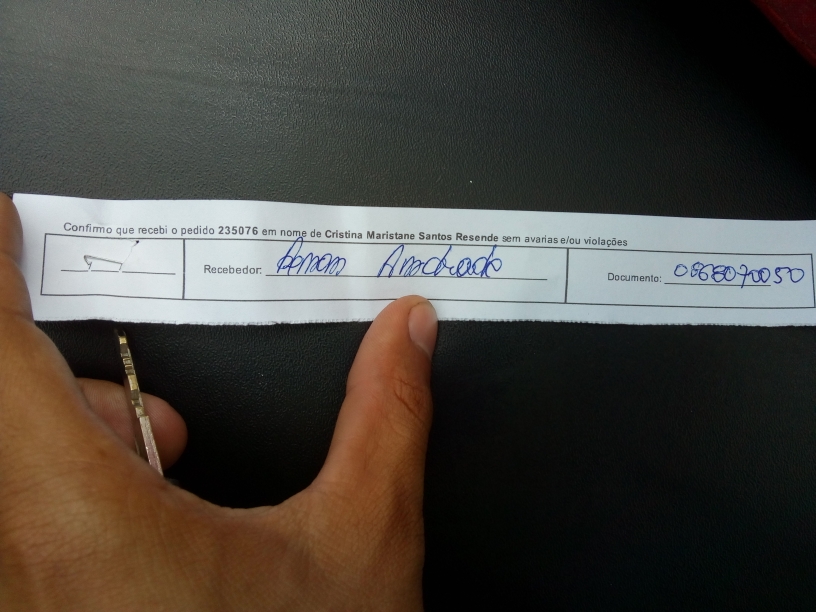 Confirmo que recebi o pedido 235076 em nome de Cristina Maristane Santos Resende sem avarias e/ou violações
Recebedor: Andrade Documento: